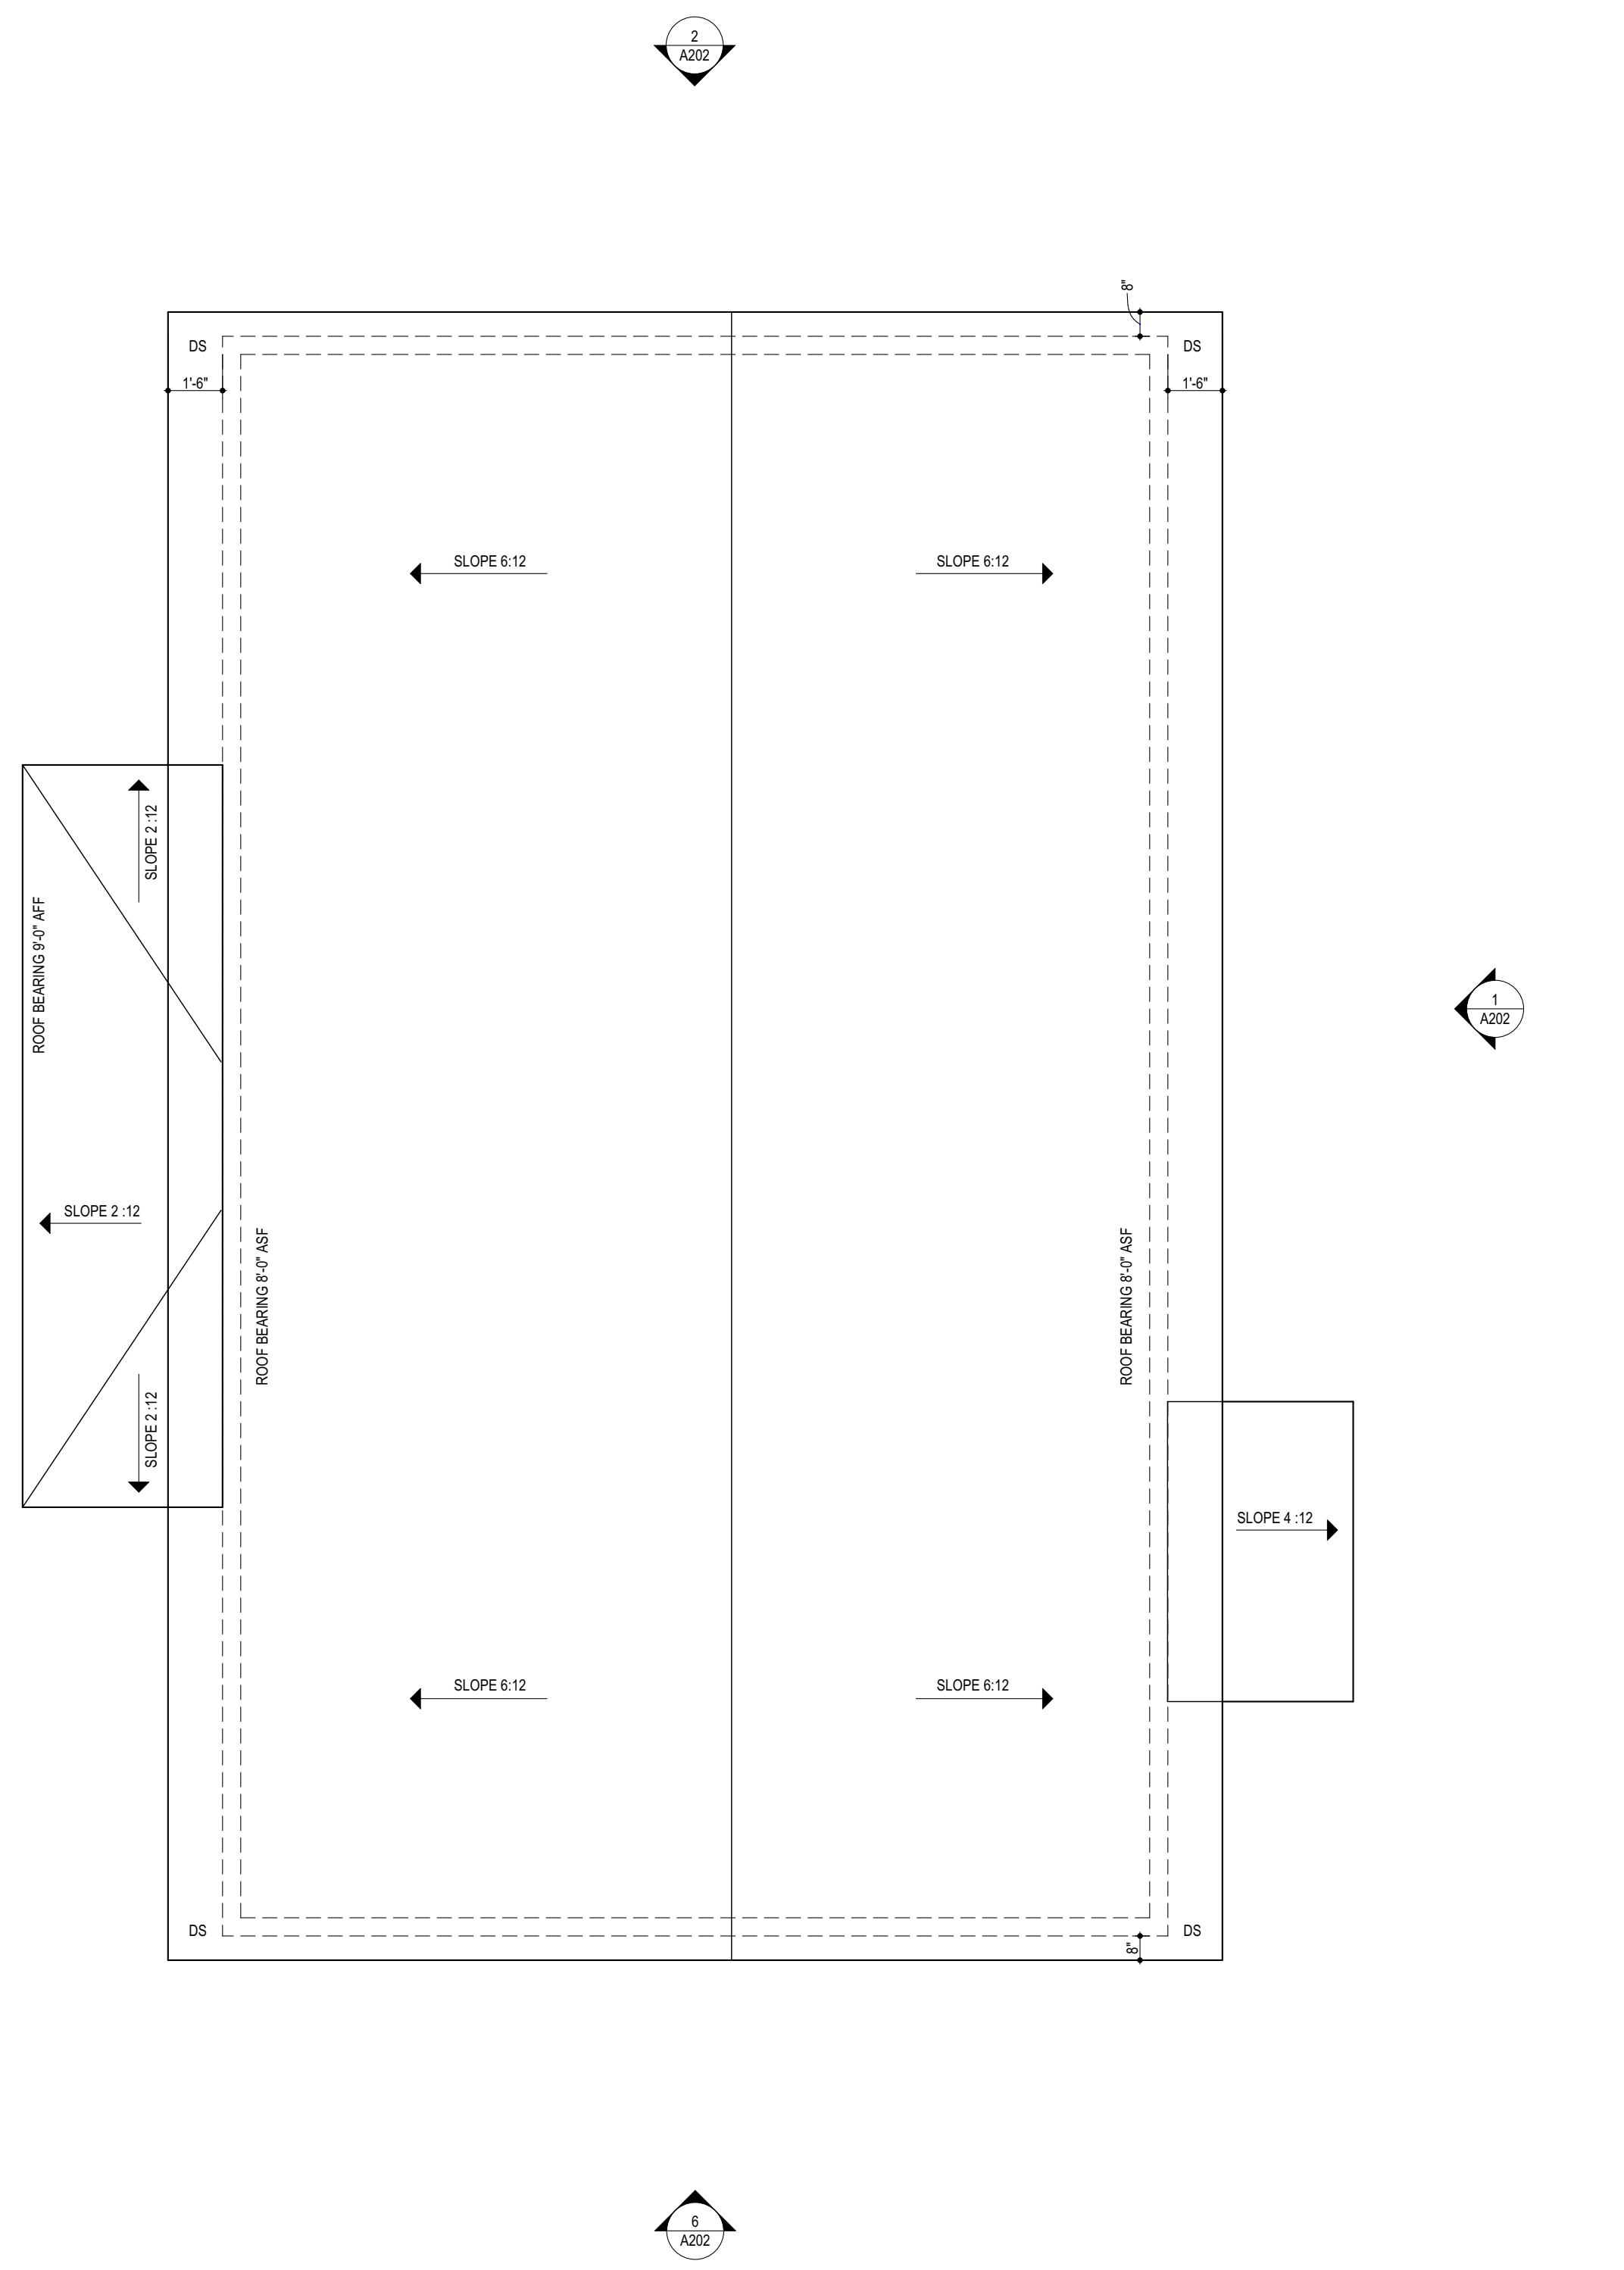 2
A202
8"
DS
DS
1'-6"
1'-6"
SLOPE 6:12
SLOPE 6:12
SLOPE 2 :12
ROOF BEARING 9'-0" AFF
1
A202
SLOPE 2 :12
ROOF BEARING 8'-0" ASF
ROOF BEARING 8'-0" ASF
SLOPE 2 :12
SLOPE 4 :12
SLOPE 6:12
SLOPE 6:12
DS
DS
8"
6
A202